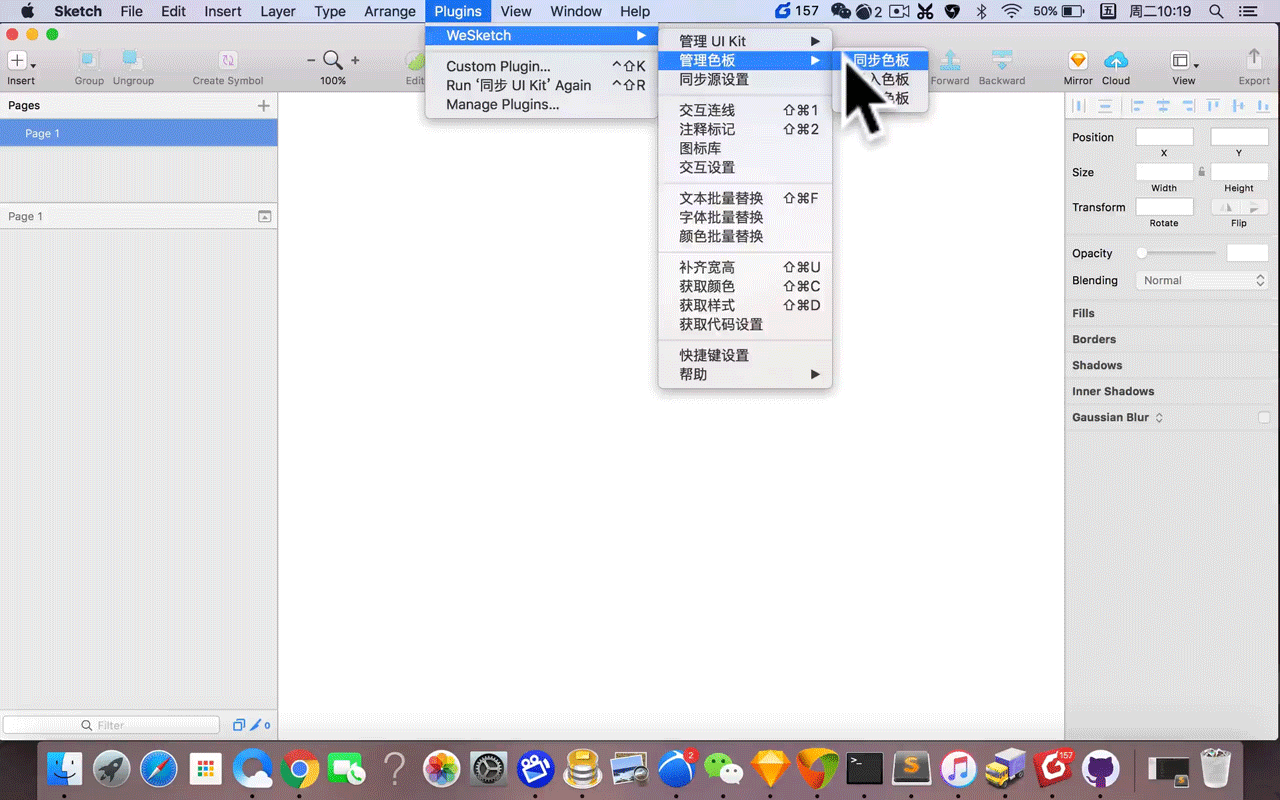 Sketch File Edit Insert Layer Type Arrange Plugins View Window Help 157 2 50% 五 周二10:19
Insert Group Ungroup Create Symbol 100% Edit Forward Backward Mirror Cloud View Export
WeSketch
Custom Plugin... ^⇧K
Run ‘同步 UI Kit’ Again ^⇧R
Manage Plugins...
管理 UI Kit
管理色板
同步源设置
交互连线 ⇧⌘1
注释标记 ⇧⌘2
图标库
交互设置
文本批量替换 ⇧⌘F
字体批量替换
颜色批量替换
补齐宽高 ⇧⌘U
获取颜色 ⇧⌘C
获取样式 ⇧⌘D
获取代码设置
快捷键设置
帮助
同步色板
入色板
色板
Pages
Page 1
Page 1
Filter
0
Position
X Y
Size
Width Height
Transform
Rotate Flip
Opacity
Blending Normal
Fills
Borders
Shadows
Inner Shadows
Gaussian Blur
2
>_
S
157
S